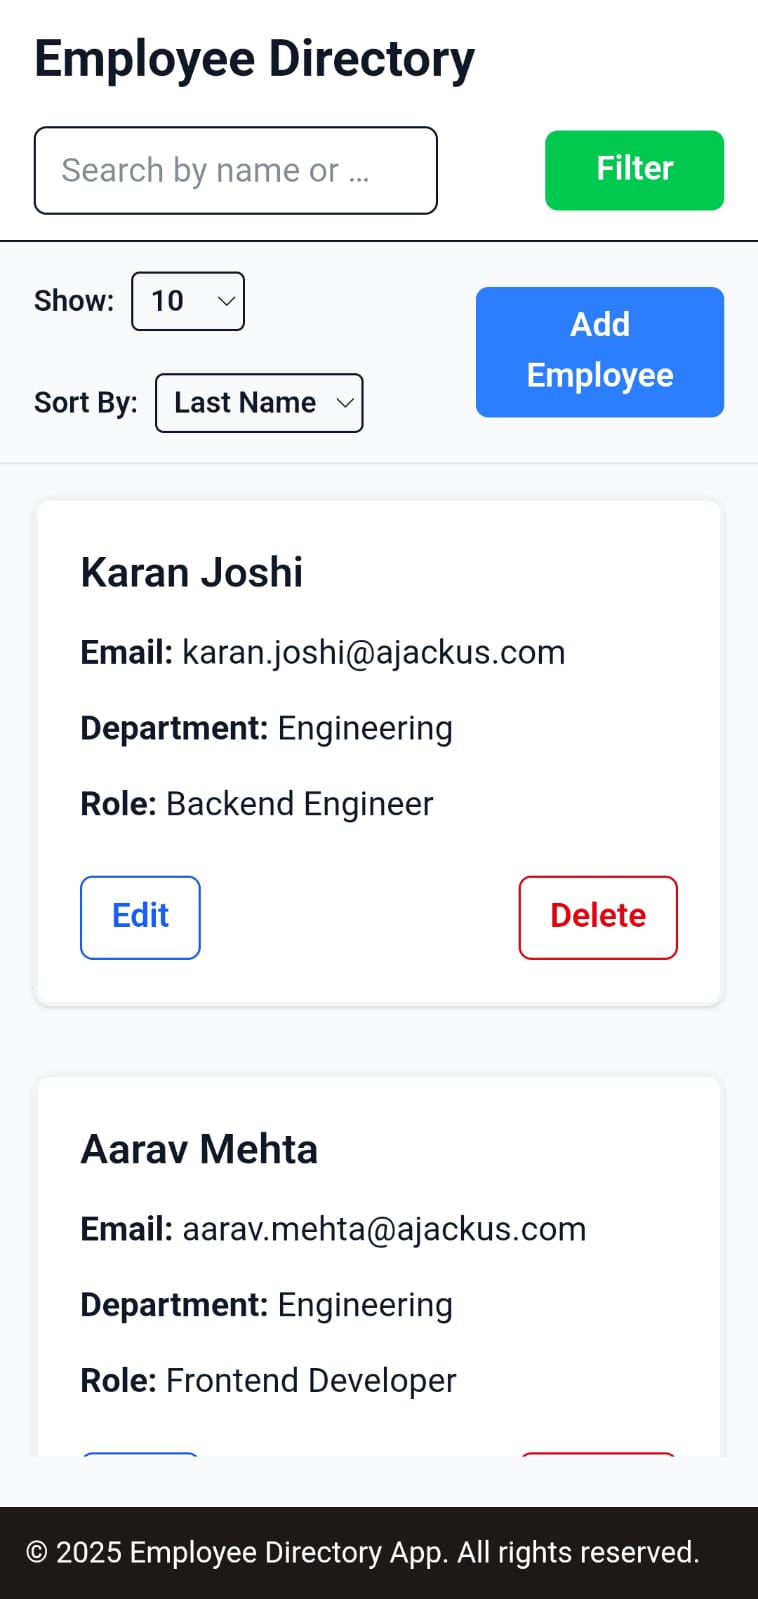 Employee Directory
Search by name or ...
Filter
Show: 10
Sort By: Last Name
Add
Employee
Karan Joshi
Email: karan.joshi@ajackus.com
Department: Engineering
Role: Backend Engineer
Edit
Delete
Aarav Mehta
Email: aarav.mehta@ajackus.com
Department: Engineering
Role: Frontend Developer
© 2025 Employee Directory App. All rights reserved.